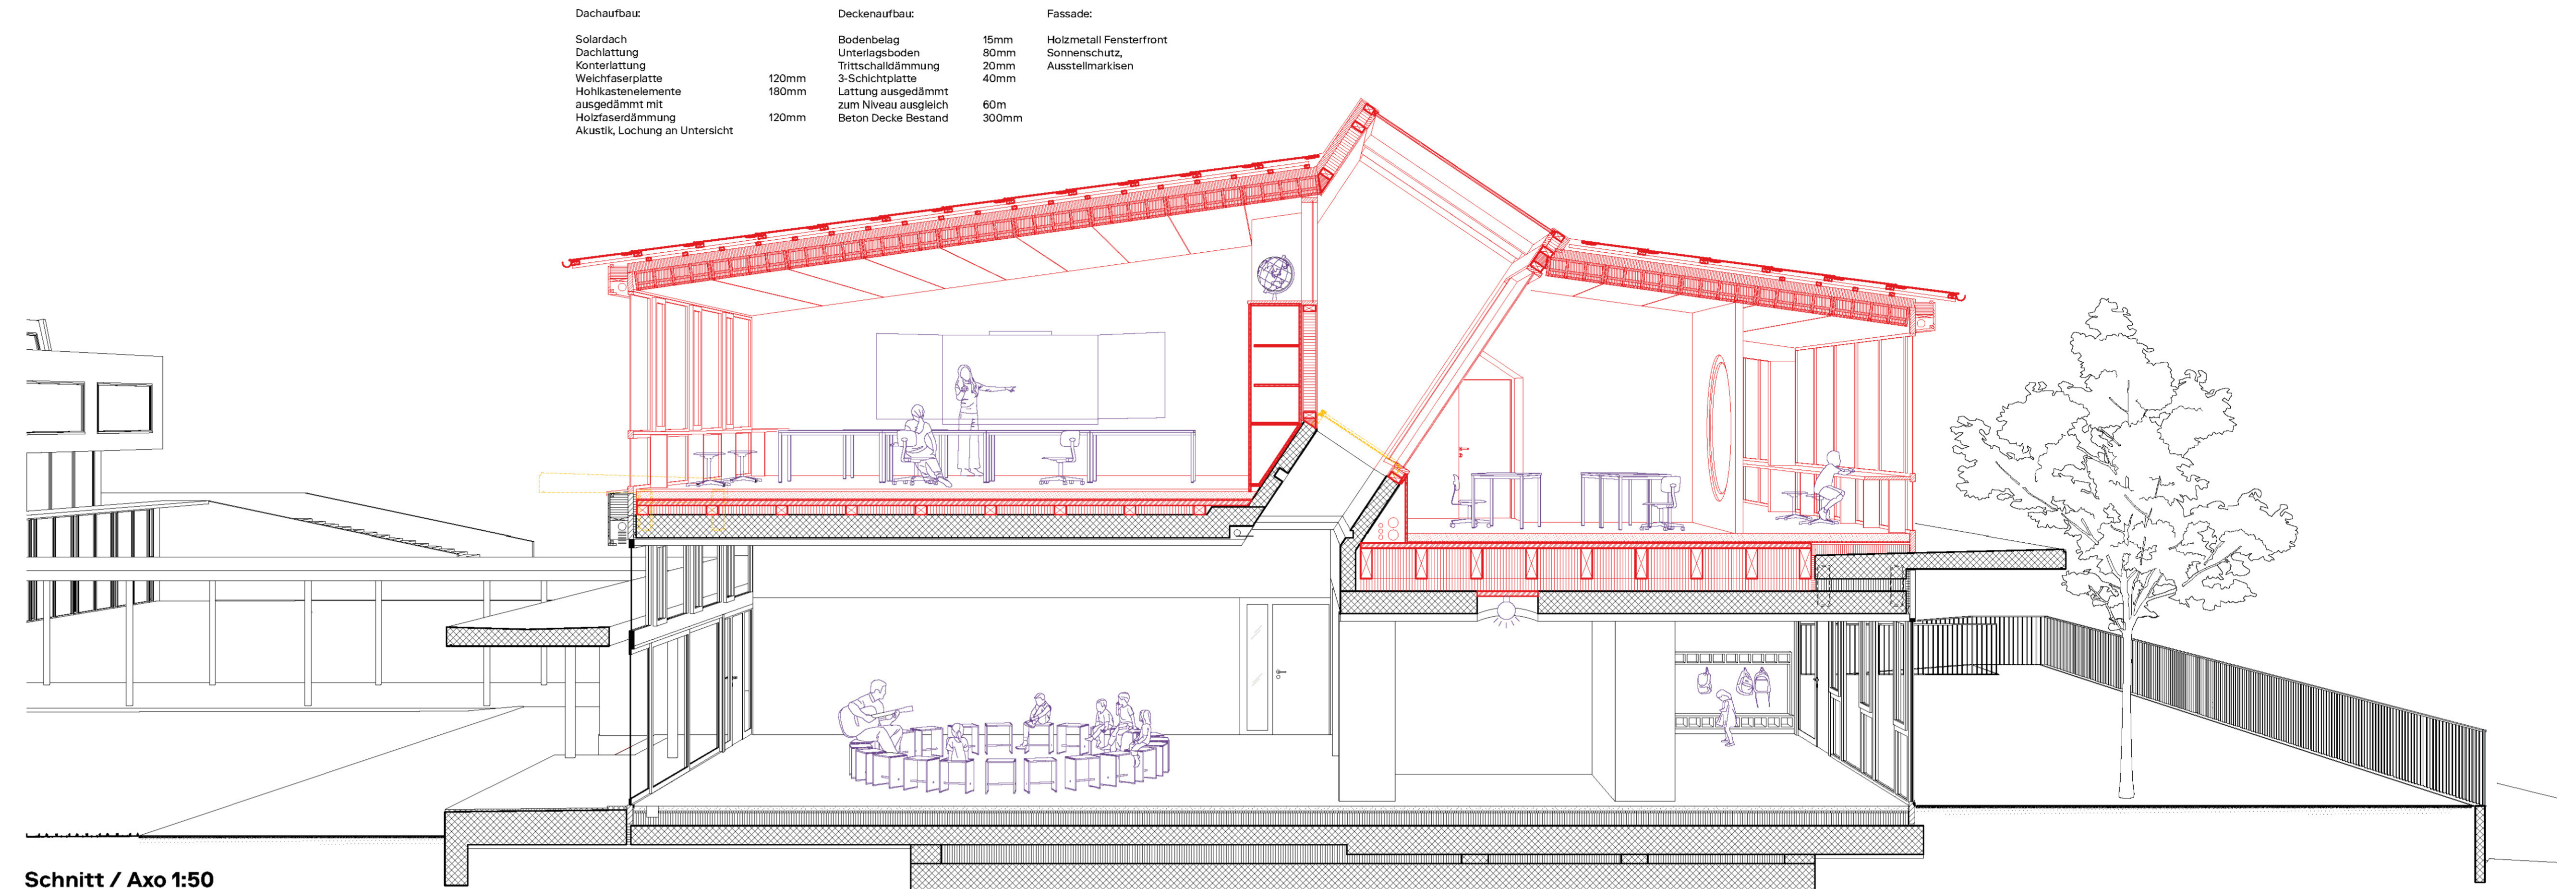 Dachaufbau:
Solardach
Dachlattung
Konterlattung
Weichfaserplatte 120mm
Hohlkastenelemente 180mm
ausgedämmt mit
Holzfaserdämmung 120mm
Akustik, Lochung an Untersicht
Deckenaufbau:
Bodenbelag 15mm
Unterlagsboden 80mm
Trittschalldämmung 20mm
3-Schichtplatte 40mm
Lattung ausgedämmt
zum Niveau ausgleich 60m
Beton Decke Bestand 300mm
Fassade:
Holzmetall Fensterfront
Sonnenschutz,
Ausstellmarkisen
Schnitt / Axo 1:50